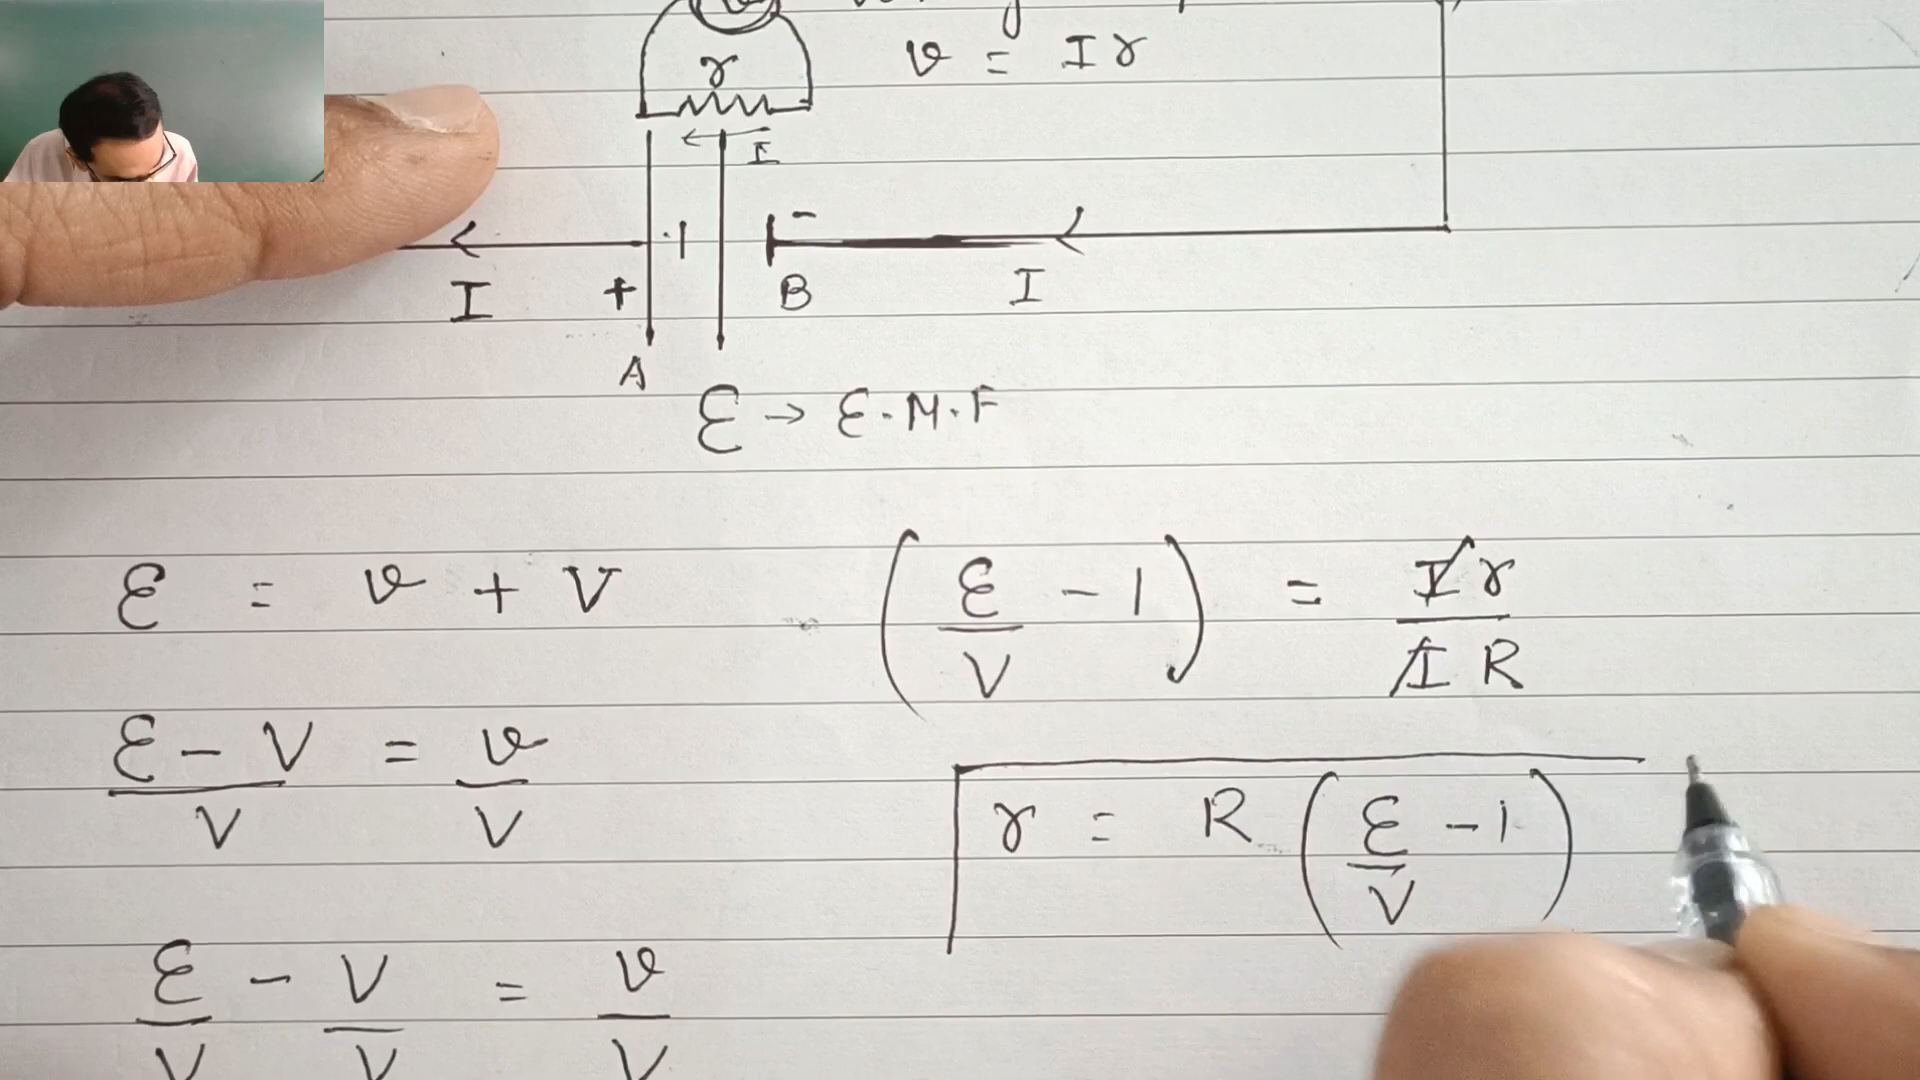 r v = Ir
I
+ - B I I
A
ℰ → ℰ.M.F
ℰ = v + V
(ℰ/V - 1) = Ir/IR
(ℰ - V)/V = v/V
r = R (ℰ/V - 1)
ℰ/V - V/V = v/V